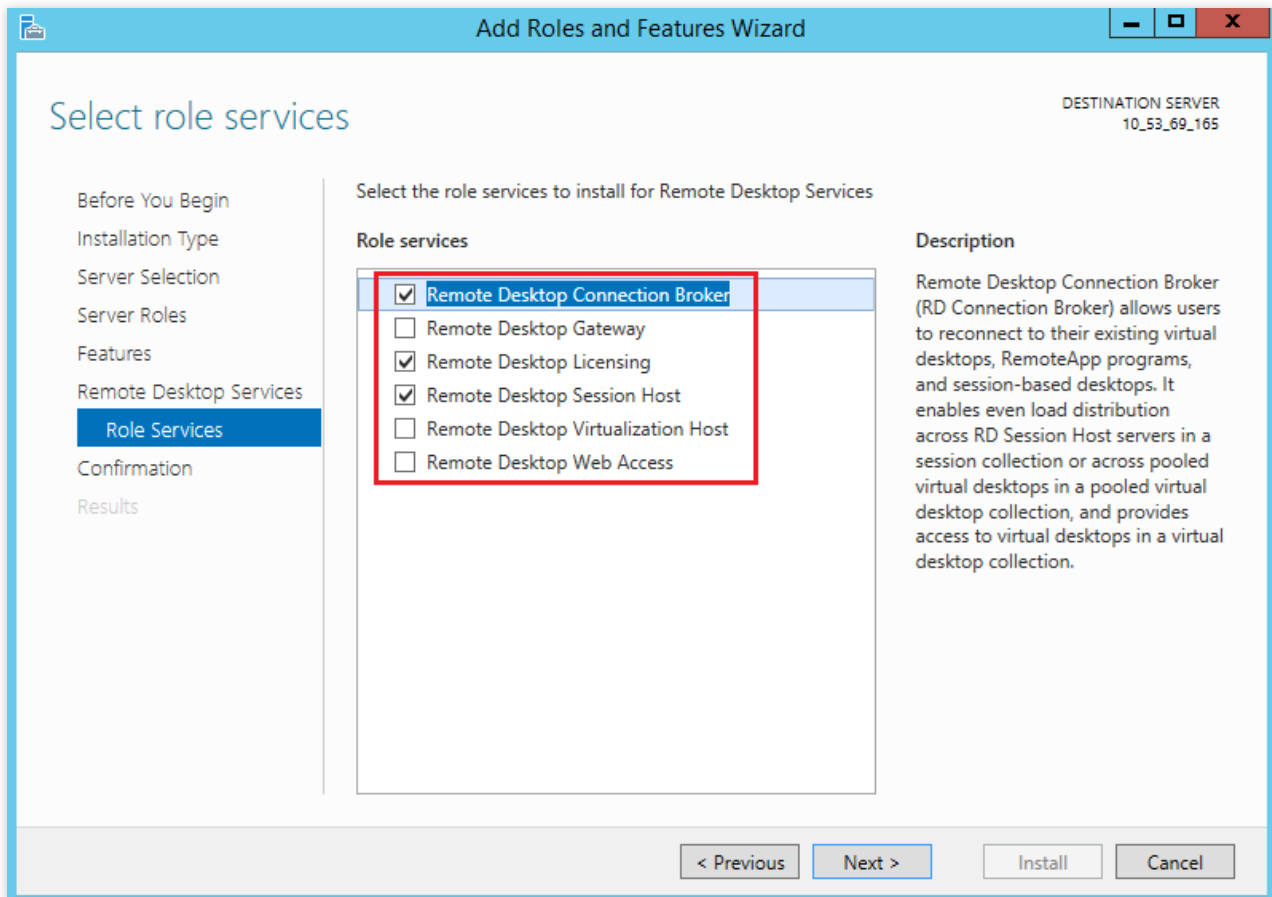 Add Roles and Features Wizard
Select role services
DESTINATION SERVER
10_53_69_165
Before You Begin
Installation Type
Server Selection
Server Roles
Features
Remote Desktop Services
Role Services
Confirmation
Results
Select the role services to install for Remote Desktop Services
Role services
Remote Desktop Connection Broker
Remote Desktop Gateway
Remote Desktop Licensing
Remote Desktop Session Host
Remote Desktop Virtualization Host
Remote Desktop Web Access
Description
Remote Desktop Connection Broker
(RD Connection Broker) allows users
to reconnect to their existing virtual
desktops, RemoteApp programs,
and session-based desktops. It
enables even load distribution
across RD Session Host servers in a
session collection or across pooled
virtual desktops in a pooled virtual
desktop collection, and provides
access to virtual desktops in a virtual
desktop collection.
< Previous
Next >
Install
Cancel